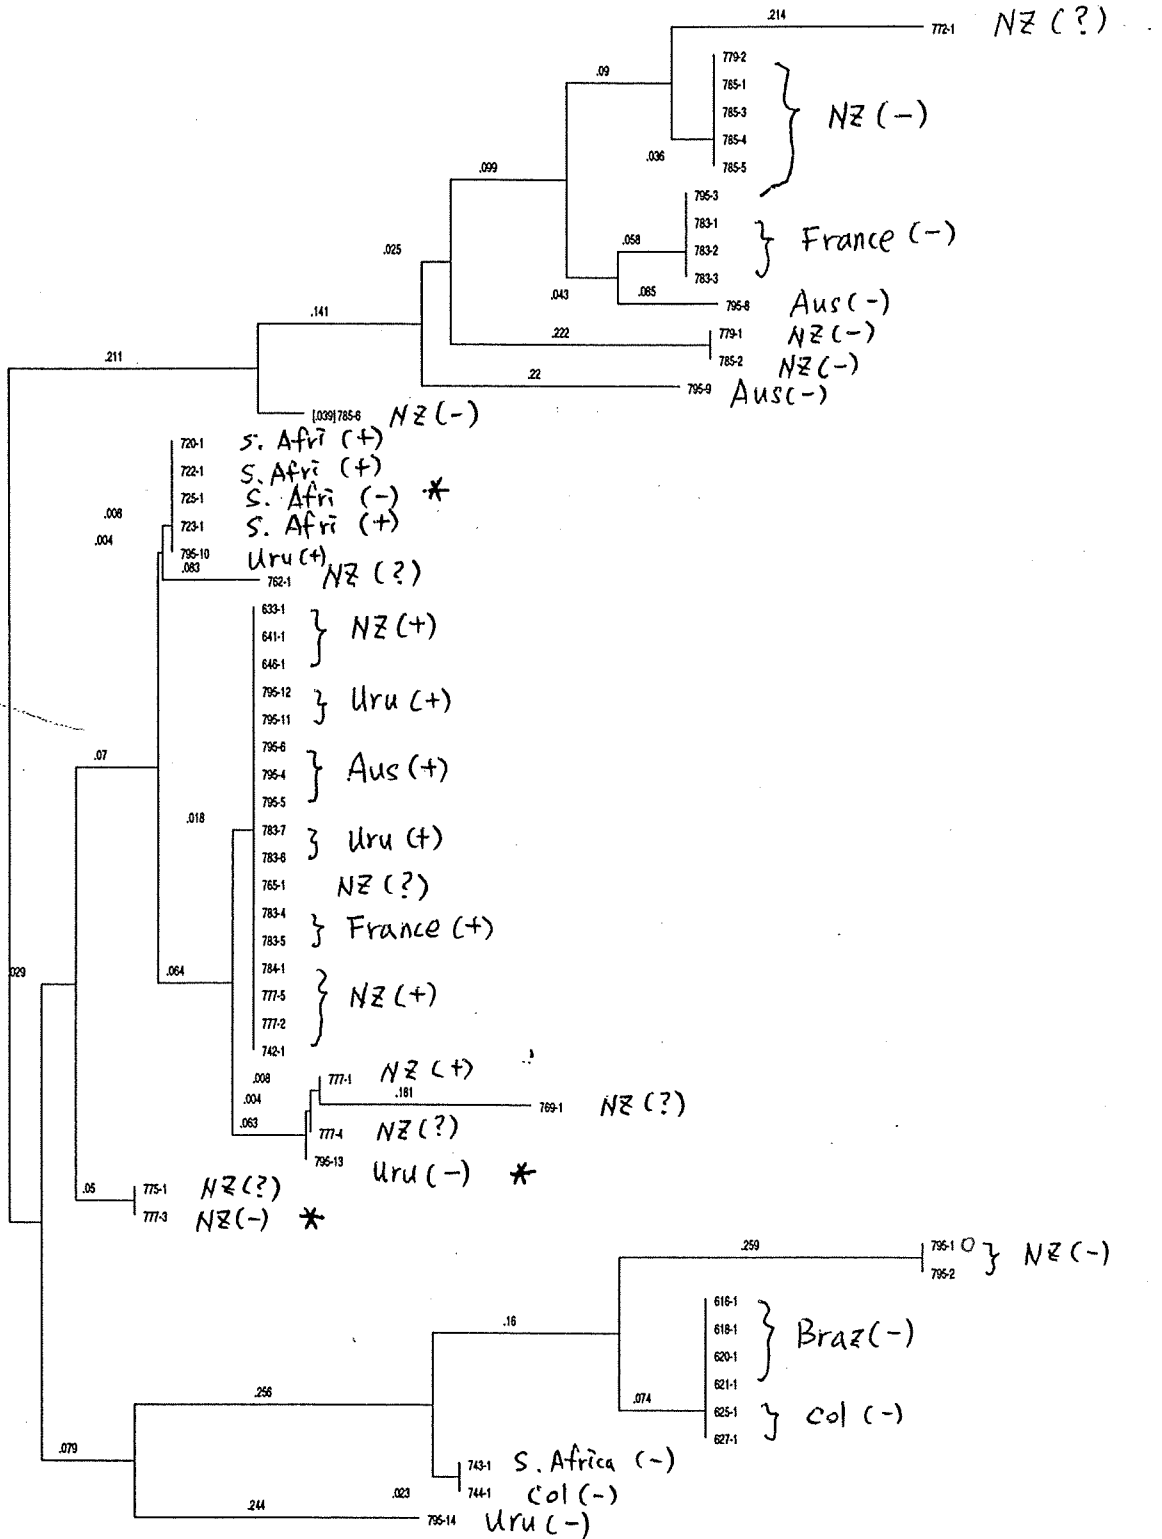 .214
772-1 NZ (?)
779-2
.09
765-1
785-3
NZ (-)
785-4
.036
785-5
.099
795-3
783-1
.058
France (-)
783-2
.025
783-3
.043
.085
795-8 Aus (-)
.141
779-1 NZ (-)
.222
785-2 NZ (-)
.211
.22
795-9 Aus (-)
[.039] 785-6 NZ (-)
720-1 S. Afri (+)
722-1 S. Afri (+)
725-1 S. Afri (-) *
.008
723-1 S. Afri (+)
.004
795-10 Uru (+)
.083
762-1 NZ (?)
633-1
641-1 NZ (+)
646-1
795-12
Uru (+)
795-11
795-6
.07
795-4 Aus (+)
795-5
.018
783-7
Uru (+)
783-6
765-1 NZ (?)
783-4
France (+)
783-5
784-1
.029
.064
777-5 NZ (+)
777-2
742-1
777-1 NZ (+)
.008
.181
.004
769-1 NZ (?)
.063
777-4 NZ (?)
795-13 Uru (-) *
.05
775-1 NZ (?)
777-3 NZ (-) *
795-1 O
.259
NZ (-)
795-2
616-1
.16
618-1 Braz (-)
620-1
621-1
.256
.074
625-1 Col (-)
627-1
.079
743-1 S. Africa (-)
.023
744-1 Col (-)
.244
795-14 Uru (-)